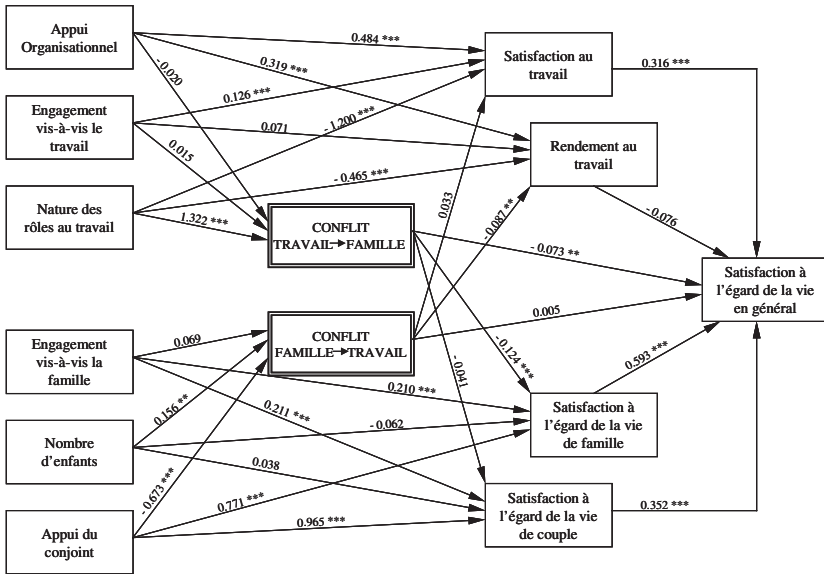 Appui
Organisationnel
Engagement
vis-à-vis le
travail
Nature des
rôles au travail
Engagement
vis-à-vis la
famille
Nombre
d'enfants
Appui du
conjoint
0.484 ***
0.319 ***
- 0.020
0.126 ***
0.071
0.015
- 1.200 ***
- 0.465 ***
1.322 ***
CONFLIT
TRAVAIL→FAMILLE
CONFLIT
FAMILLE→TRAVAIL
0.069
0.156 **
- 0.673 ***
0.210 ***
0.211 ***
- 0.062
0.038
0.771 ***
0.965 ***
0.033
- 0.087 **
- 0.073 **
0.005
- 0.124 ***
- 0.041
Satisfaction au
travail
Rendement au
travail
Satisfaction à
l'égard de la vie
de famille
Satisfaction à
l'égard de la vie
de couple
0.316 ***
- 0.076
0.593 ***
0.352 ***
Satisfaction à
l'égard de la vie
en général